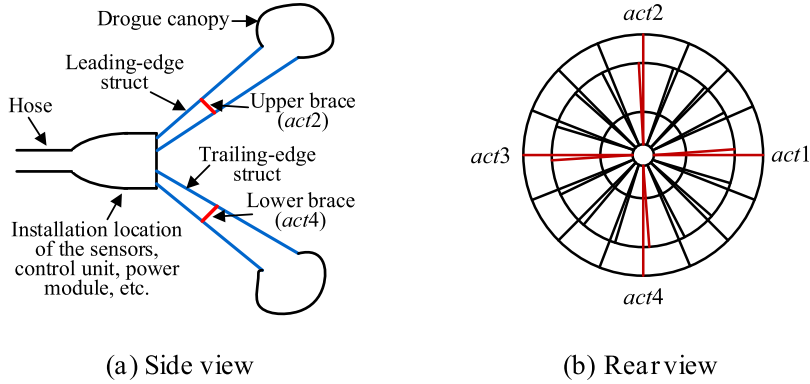 Drogue canopy
Leading-edge
struct
Hose
Upper brace
(act2)
Trailing-edge
struct
Lower brace
(act4)
Installation location
of the sensors,
control unit, power
module, etc.
(a) Side view
act2
act3
act1
act4
(b) Rear view